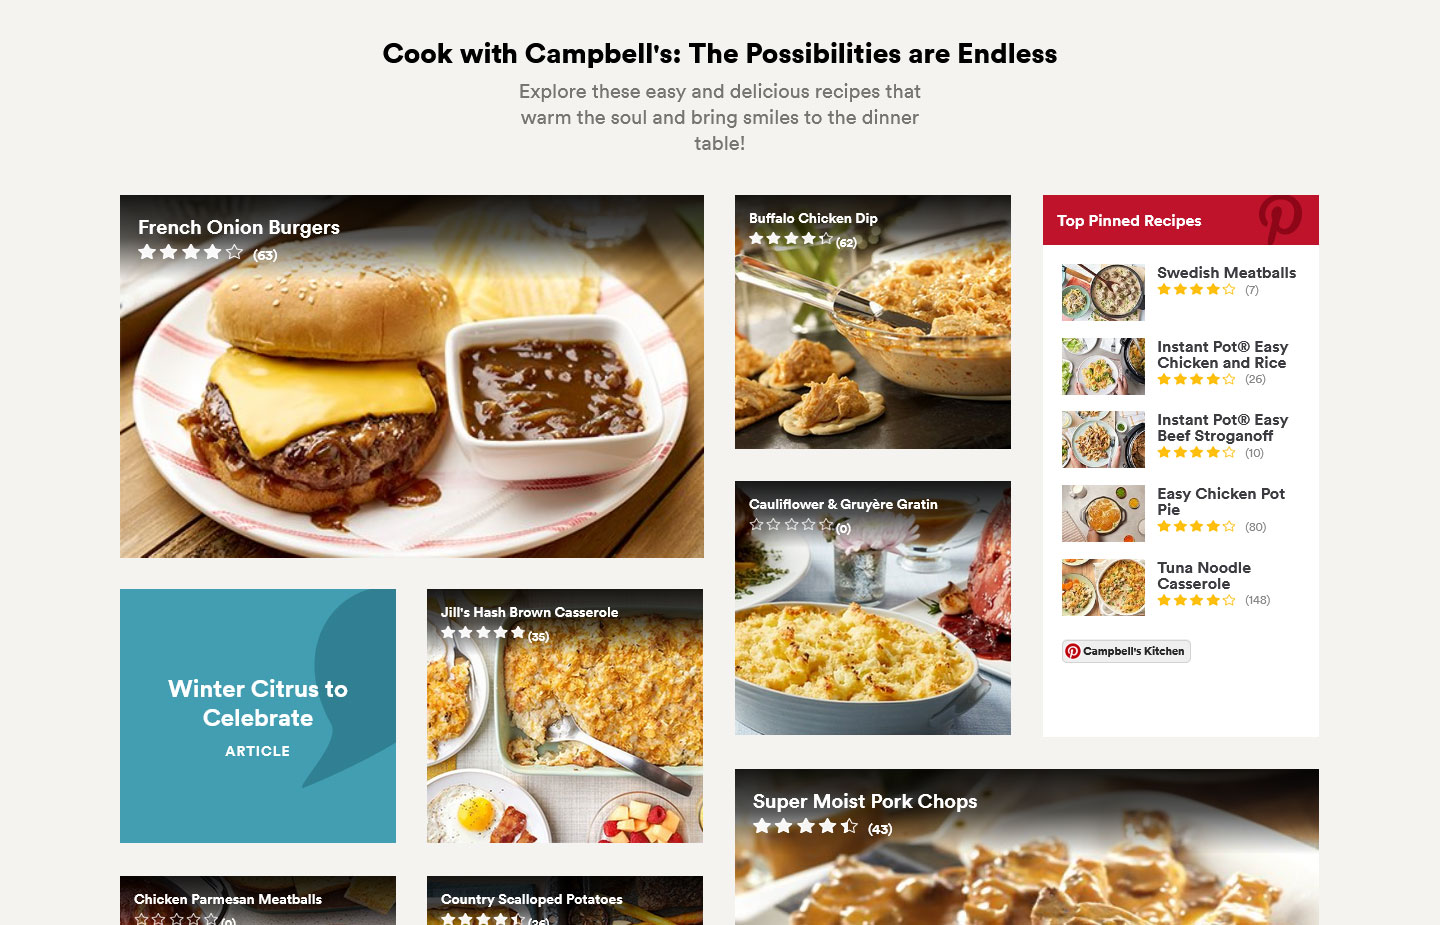 Cook with Campbell's: The Possibilities are Endless
Explore these easy and delicious recipes that
warm the soul and bring smiles to the dinner
table!
French Onion Burgers
(63)
Buffalo Chicken Dip
(62)
Top Pinned Recipes
Swedish Meatballs
(7)
Instant Pot® Easy
Chicken and Rice
(26)
Instant Pot® Easy
Beef Stroganoff
(10)
Easy Chicken Pot
Pie
(80)
Tuna Noodle
Casserole
(148)
Campbell's Kitchen
Cauliflower & Gruyère Gratin
(0)
Winter Citrus to
Celebrate
ARTICLE
Jill's Hash Brown Casserole
(35)
Super Moist Pork Chops
(43)
Chicken Parmesan Meatballs
(0)
Country Scalloped Potatoes
(26)